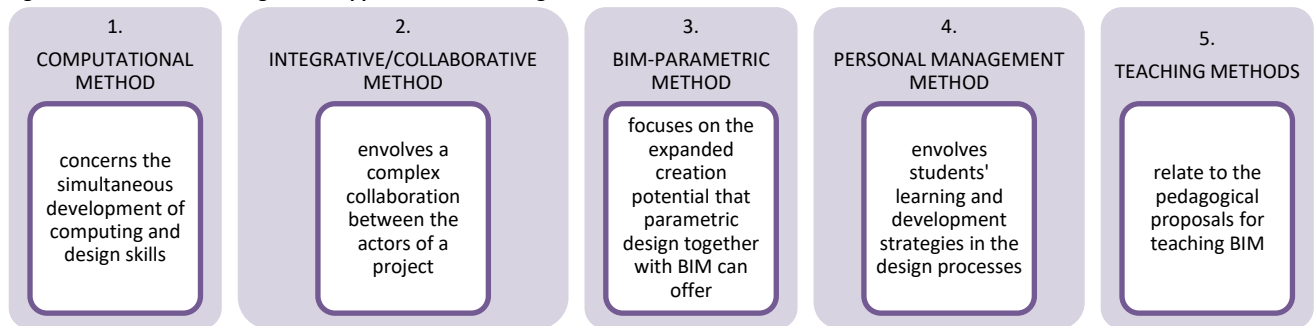 1.
COMPUTATIONAL
METHOD
concerns the
simultaneous
development of
computing and
design skills
2.
INTEGRATIVE/COLLABORATIVE
METHOD
envolves a
complex
collaboration
between the
actors of a
project
3.
BIM-PARAMETRIC
METHOD
focuses on the
expanded
creation
potential that
parametric
design together
with BIM can
offer
4.
PERSONAL MANAGEMENT
METHOD
envolves
students'
learning and
development
strategies in the
design processes
5.
TEACHING METHODS
relate to the
pedagogical
proposals for
teaching BIM